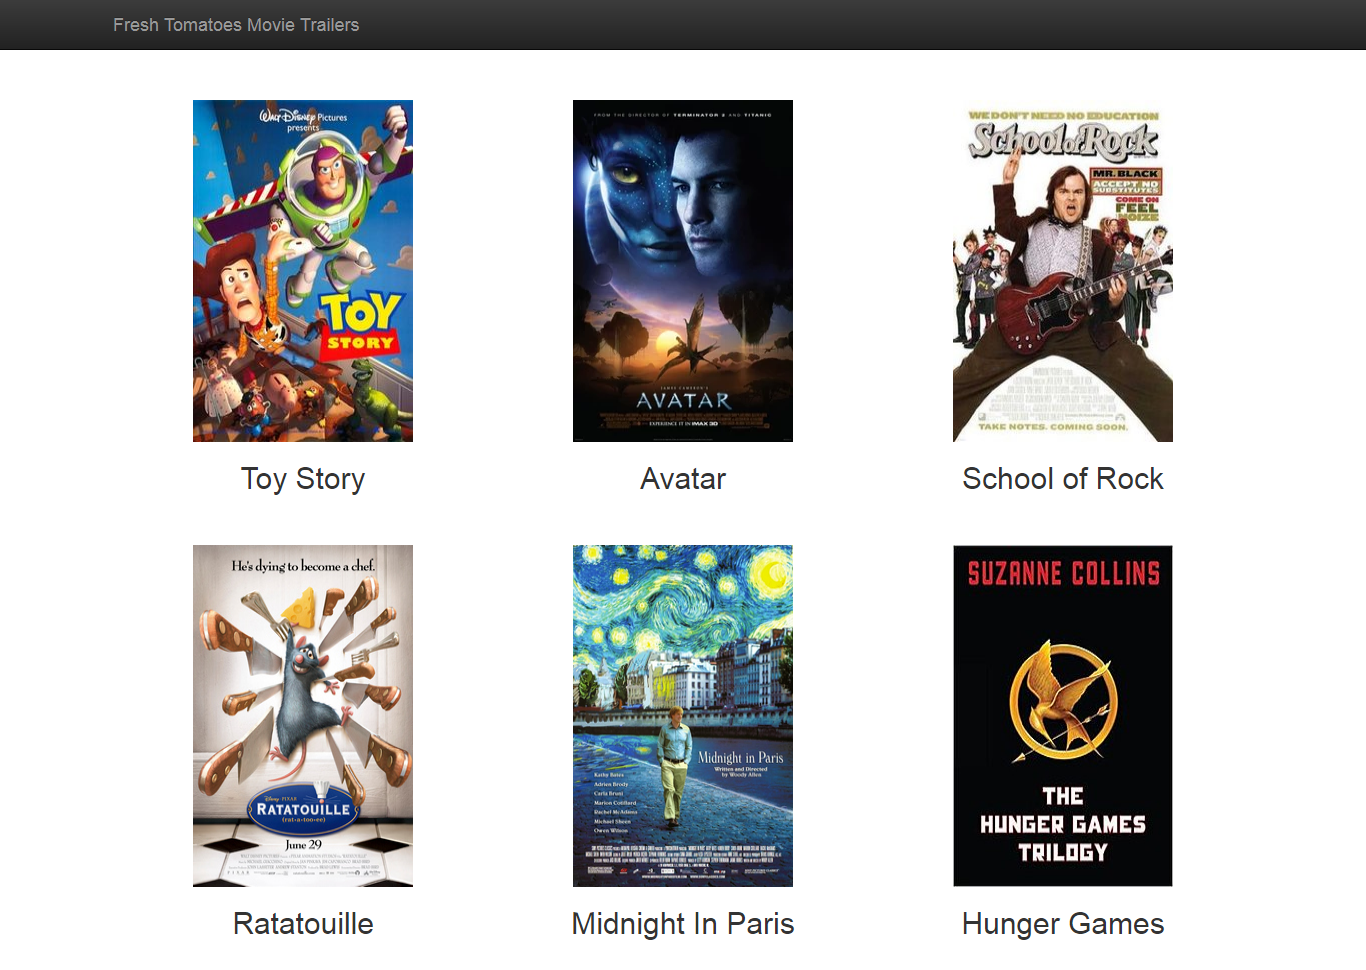 Fresh Tomatoes Movie Trailers
WALT DISNEY Pictures
presents
TOY
STORY
Toy Story
FROM THE DIRECTOR OF TERMINATOR 2 AND TITANIC
JAMES CAMERON'S
AVATAR
EXPERIENCE IT IN IMAX 3D
Avatar
WE DON'T NEED NO EDUCATION
School of Rock
MR. BLACK
ACCEPT NO
SUBSTITUTES
COME ON
FEEL
NOIZE
TAKE NOTES. COMING SOON.
School of Rock
He's dying to become a chef.
DISNEY PIXAR
RATATOUILLE
(rat·a·too·ee)
June 29
Ratatouille
Midnight in Paris
Written and Directed
by Woody Allen
Kathy Bates
Adrien Brody
Carla Bruni
Marion Cotillard
Rachel McAdams
Michael Sheen
Owen Wilson
Midnight In Paris
SUZANNE COLLINS
THE
HUNGER GAMES
TRILOGY
Hunger Games